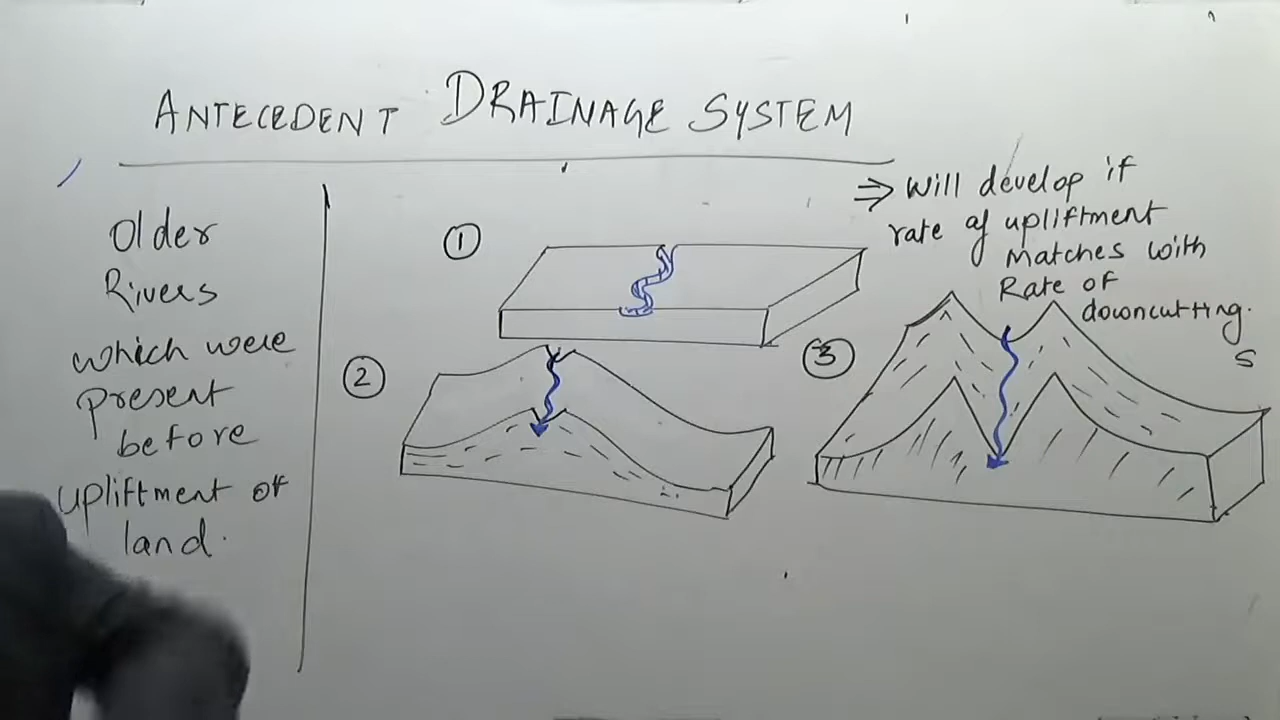 ANTECEDENT DRAINAGE SYSTEM
Older
Rivers
which were
present
before
upliftment of
land.
1
2
3
⇒ Will develop if
rate of upliftment
matches with
Rate of
downcutting.
S